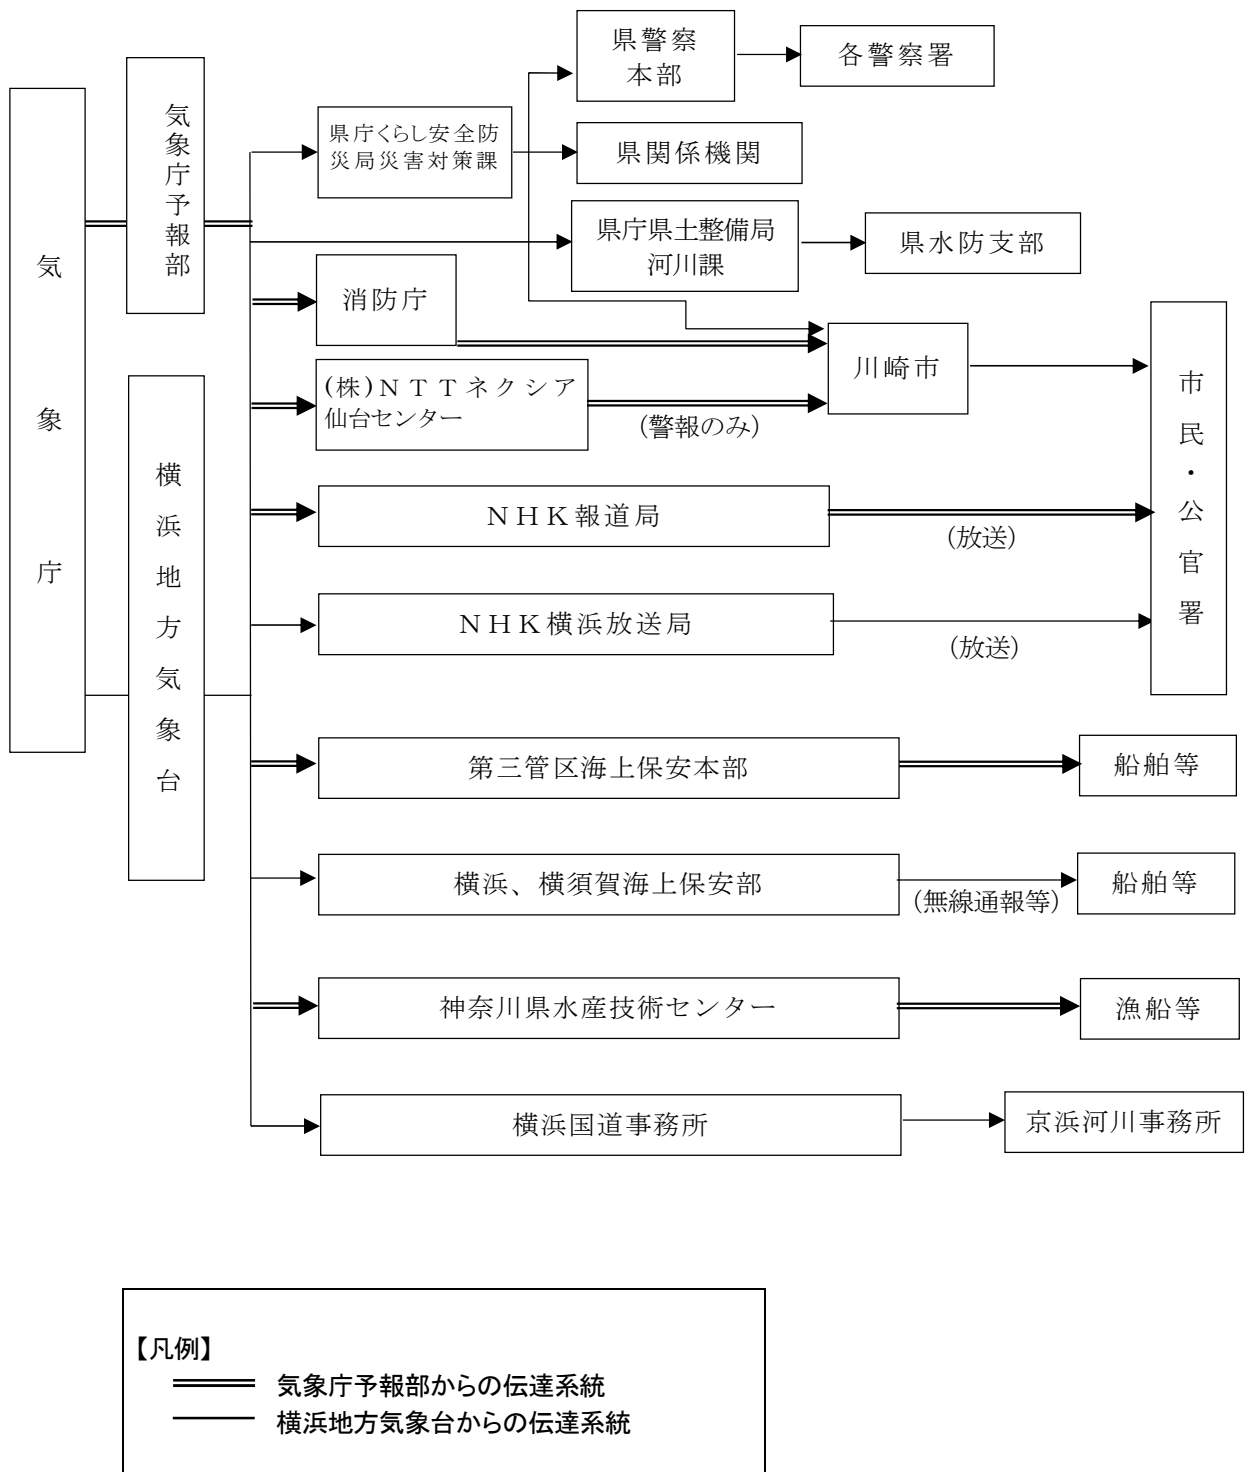 気象庁
気象庁予報部
横浜地方気象台
県警察
本部
各警察署
県庁くらし安全防
災局災害対策課
県関係機関
県庁県土整備局
河川課
県水防支部
消防庁
川崎市
(株)ＮＴＴネクシア
仙台センター
(警報のみ)
市民・公官署
ＮＨＫ報道局
(放送)
ＮＨＫ横浜放送局
(放送)
第三管区海上保安本部
船舶等
横浜、横須賀海上保安部
(無線通報等)
船舶等
神奈川県水産技術センター
漁船等
横浜国道事務所
京浜河川事務所
【凡例】
気象庁予報部からの伝達系統
横浜地方気象台からの伝達系統